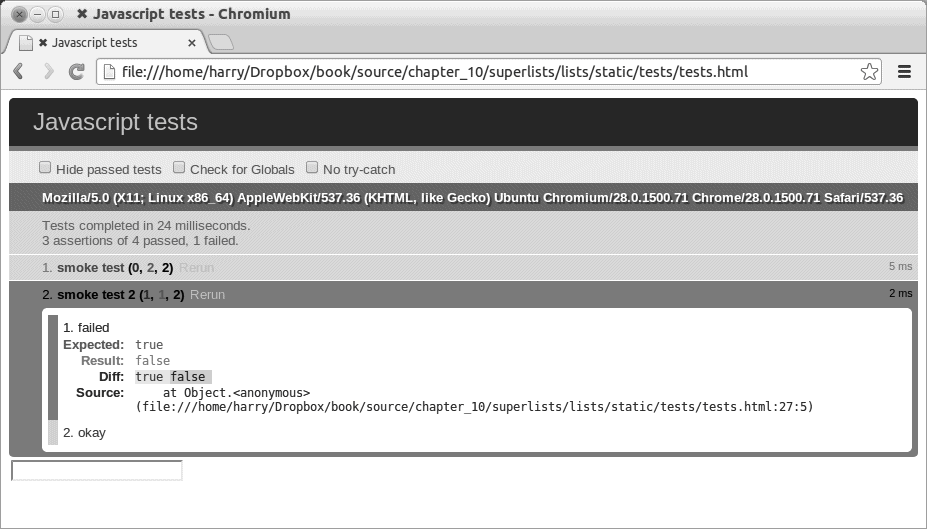 ✖ Javascript tests - Chromium
✖ Javascript tests
file:///home/harry/Dropbox/book/source/chapter_10/superlists/lists/static/tests/tests.html
Javascript tests
Hide passed tests Check for Globals No try-catch
Mozilla/5.0 (X11; Linux x86_64) AppleWebKit/537.36 (KHTML, like Gecko) Ubuntu Chromium/28.0.1500.71 Chrome/28.0.1500.71 Safari/537.36
Tests completed in 24 milliseconds.
3 assertions of 4 passed, 1 failed.
1. smoke test (0, 2, 2) Rerun 5 ms
2. smoke test 2 (1, 1, 2) Rerun 2 ms
1. failed
Expected: true
Result: false
Diff: true false
Source: at Object.<anonymous>
(file:///home/harry/Dropbox/book/source/chapter_10/superlists/lists/static/tests/tests.html:27:5)
2. okay